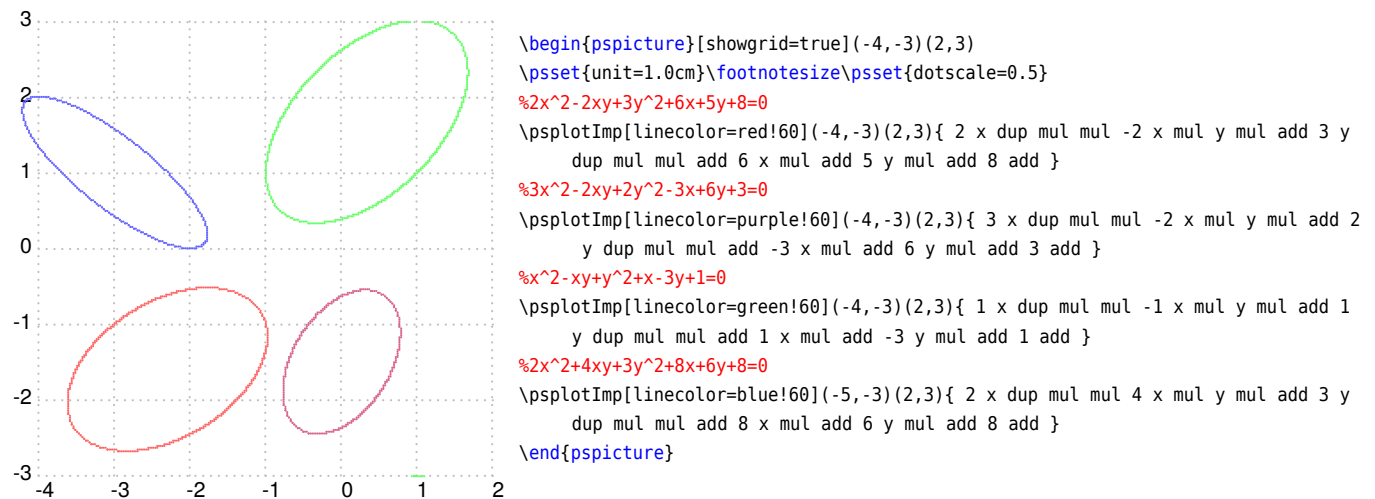 3
2
1
0
-1
-2
-3
-4 -3 -2 -1 0 1 2
\begin{pspicture}[showgrid=true](-4,-3)(2,3)
\psset{unit=1.0cm}\footnotesize\psset{dotscale=0.5}
%2x^2-2xy+3y^2+6x+5y+8=0
\psplotImp[linecolor=red!60](-4,-3)(2,3){ 2 x dup mul mul -2 x mul y mul add 3 y
dup mul mul add 6 x mul add 5 y mul add 8 add }
%3x^2-2xy+2y^2-3x+6y+3=0
\psplotImp[linecolor=purple!60](-4,-3)(2,3){ 3 x dup mul mul -2 x mul y mul add 2
y dup mul mul add -3 x mul add 6 y mul add 3 add }
%x^2-xy+y^2+x-3y+1=0
\psplotImp[linecolor=green!60](-4,-3)(2,3){ 1 x dup mul mul -1 x mul y mul add 1
y dup mul mul add 1 x mul add -3 y mul add 1 add }
%2x^2+4xy+3y^2+8x+6y+8=0
\psplotImp[linecolor=blue!60](-5,-3)(2,3){ 2 x dup mul mul 4 x mul y mul add 3 y
dup mul mul add 8 x mul add 6 y mul add 8 add }
\end{pspicture}